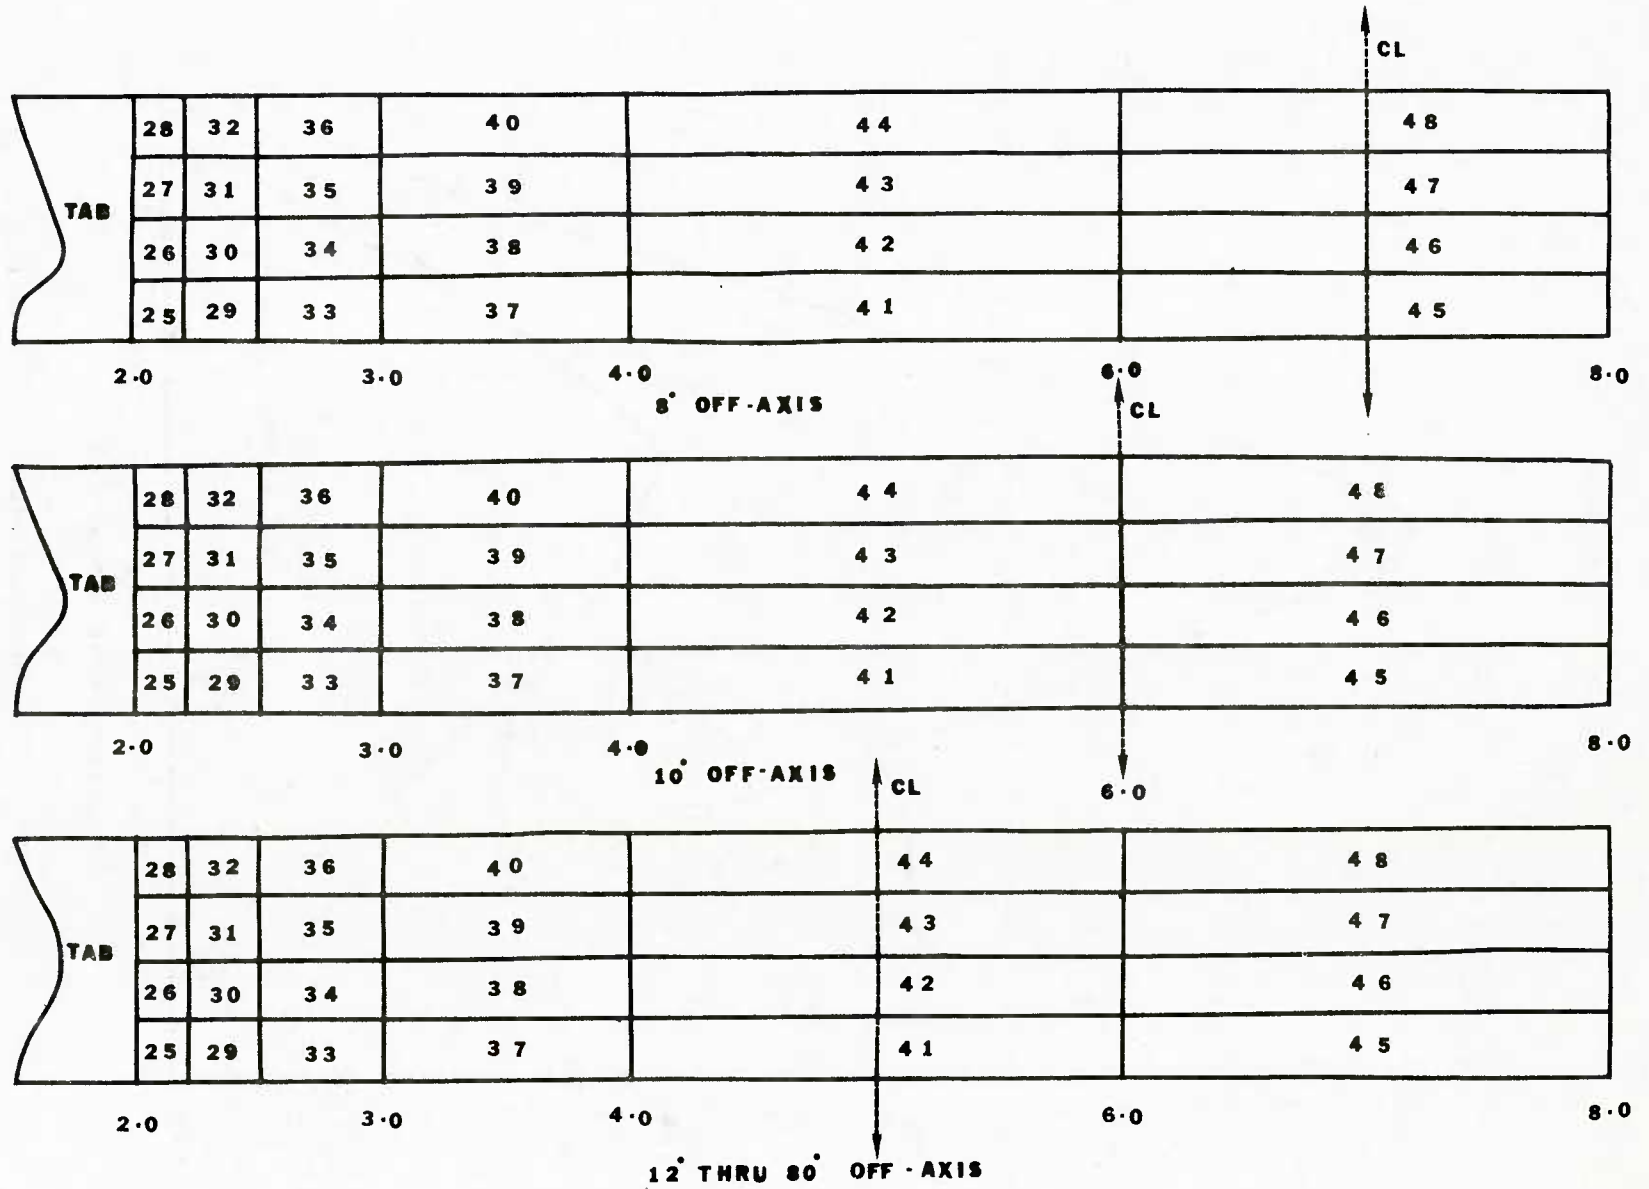 CL
28 32 36 40 44 48
27 31 35 39 43 47
TAB
26 30 34 38 42 46
25 29 33 37 41 45
2.0 3.0 4.0 6.0 8.0
8° OFF-AXIS
CL
28 32 36 40 44 48
27 31 35 39 43 47
TAB
26 30 34 38 42 46
25 29 33 37 41 45
2.0 3.0 4.0 8.0
10° OFF-AXIS
CL
6.0
28 32 36 40 44 48
27 31 35 39 43 47
TAB
26 30 34 38 42 46
25 29 33 37 41 45
2.0 3.0 4.0 6.0 8.0
12° THRU 80° OFF-AXIS